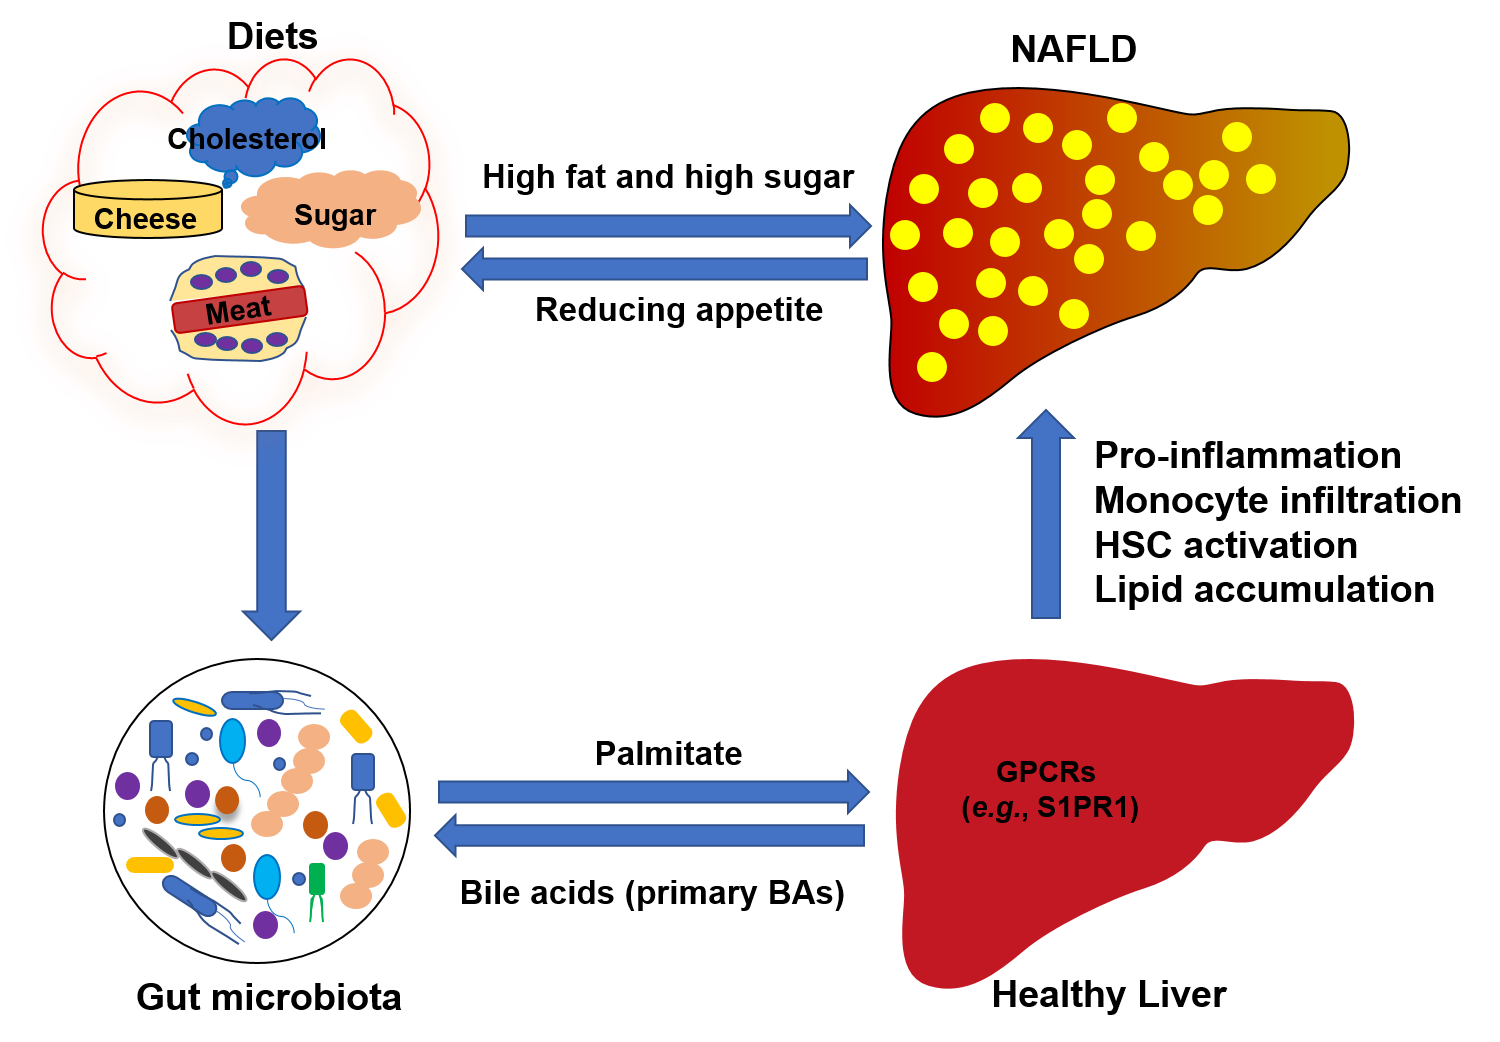 Diets
NAFLD
Cholesterol
Cheese
Sugar
Meat
High fat and high sugar
Reducing appetite
Pro-inflammation
Monocyte infiltration
HSC activation
Lipid accumulation
Palmitate
Bile acids (primary BAs)
GPCRs
(e.g., S1PR1)
Gut microbiota
Healthy Liver